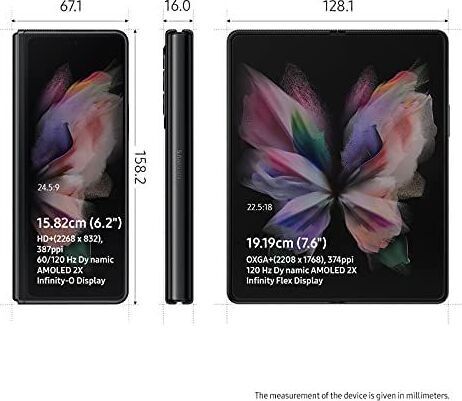 67.1
16.0
128.1
158.2
SAMSUNG
24.5:9
15.82cm (6.2")
HD+(2268 x 832),
387ppi
60/120 Hz Dy namic
AMOLED 2X
Infinity-O Display
22.5:18
19.19cm (7.6")
QXGA+(2208 x 1768), 374ppi
120 Hz Dy namic AMOLED 2X
Infinity Flex Display
The measurement of the device is given in millimeters.